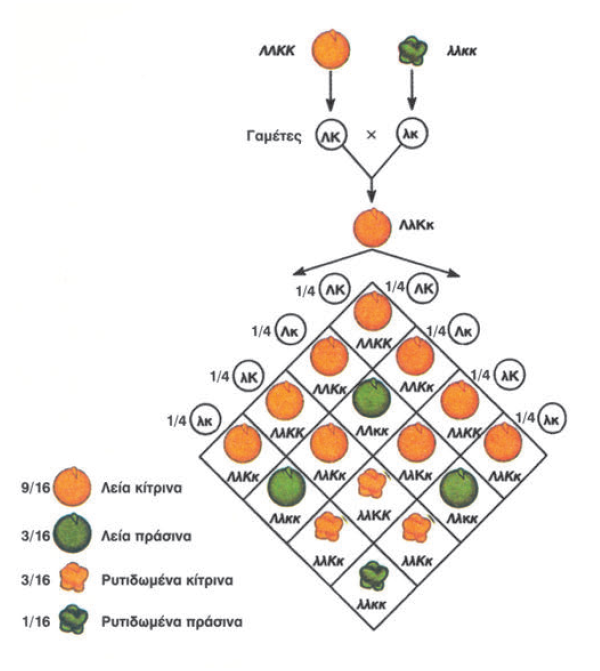 ΛΛΚΚ λλκκ
Γαμέτες ΛΚ × λκ
ΛλΚκ
1/4 ΛΚ 1/4 ΛΚ
1/4 Λκ 1/4 Λκ
ΛΛΚΚ
1/4 λΚ 1/4 λΚ
ΛΛΚκ ΛΛΚκ
1/4 λκ 1/4 λκ
ΛλΚΚ ΛΛκκ ΛλΚΚ
ΛλΚκ ΛλΚκ ΛλΚκ ΛλΚκ
Λλκκ λλΚΚ Λλκκ
λλΚκ λλΚκ
λλκκ
9/16 Λεία κίτρινα
3/16 Λεία πράσινα
3/16 Ρυτιδωμένα κίτρινα
1/16 Ρυτιδωμένα πράσινα